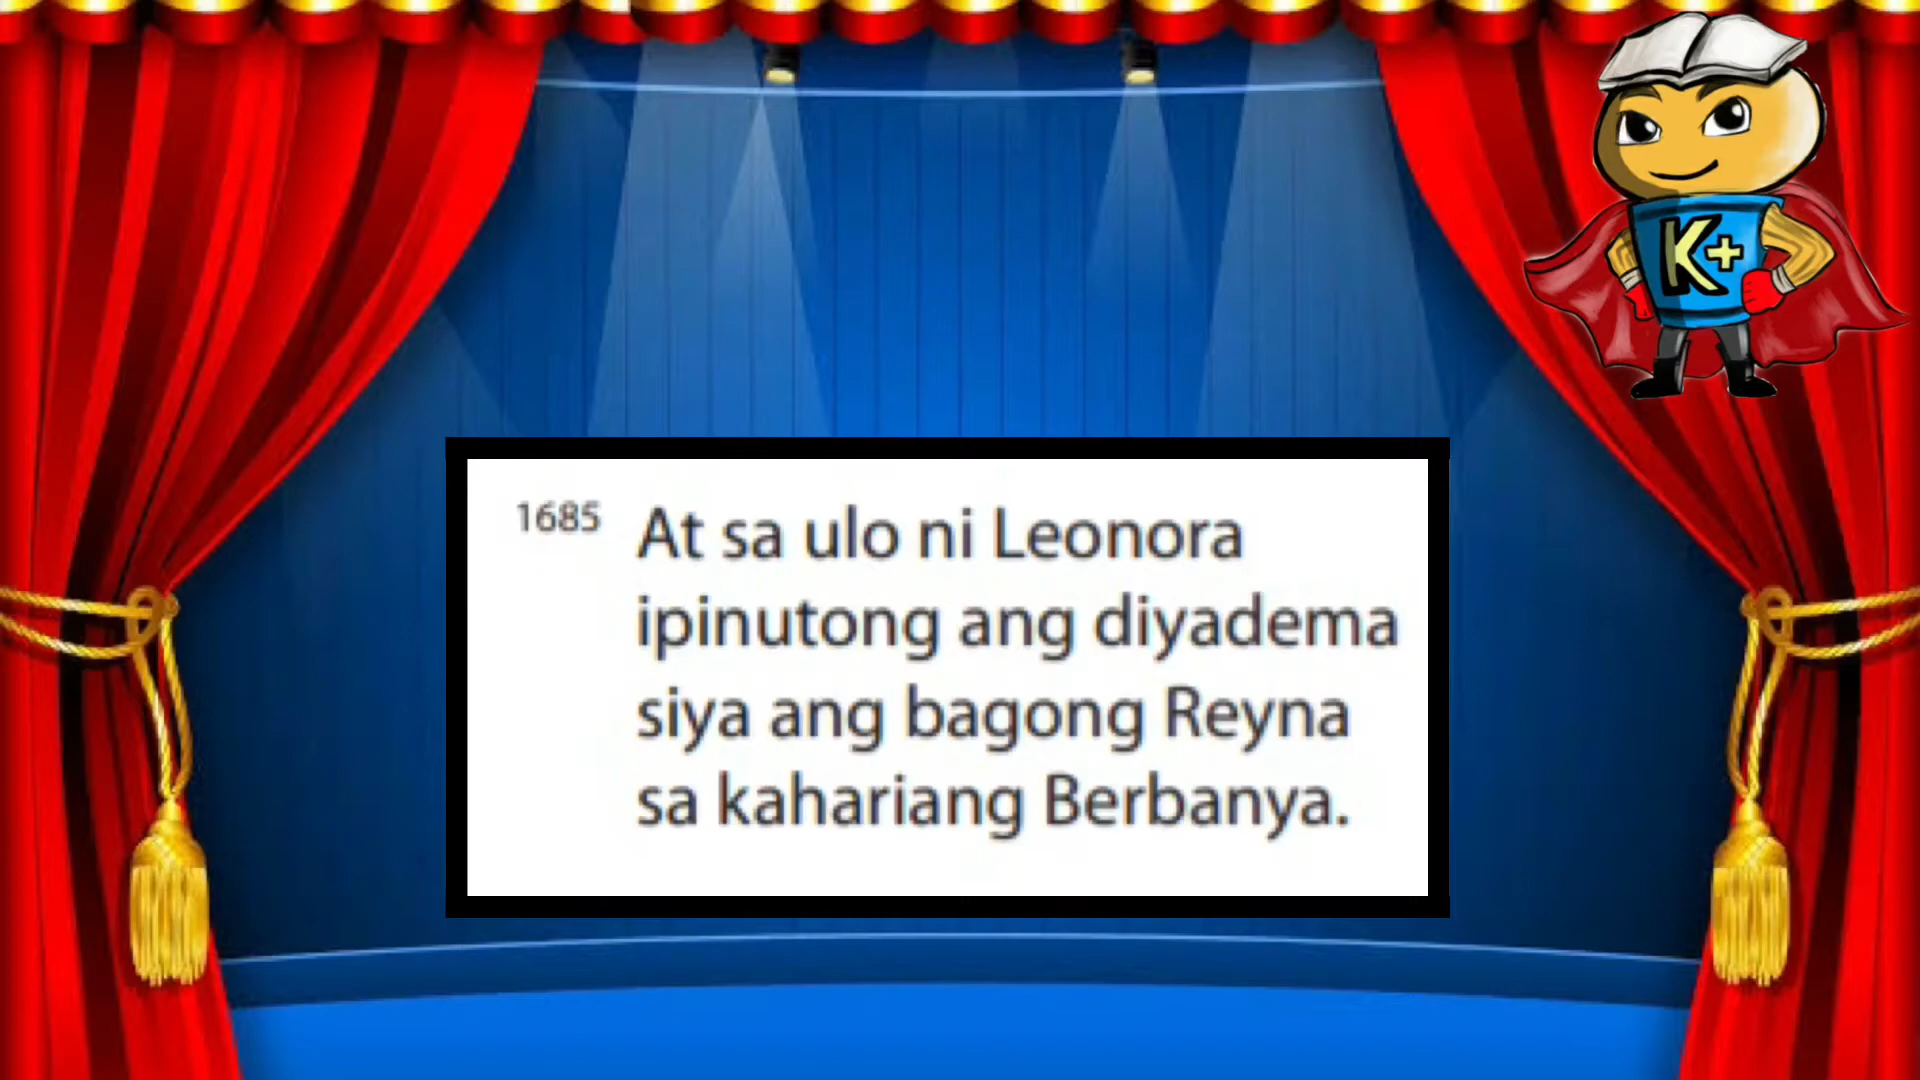 K+
1685 At sa ulo ni Leonora
ipinutong ang diyadema
siya ang bagong Reyna
sa kahariang Berbanya.